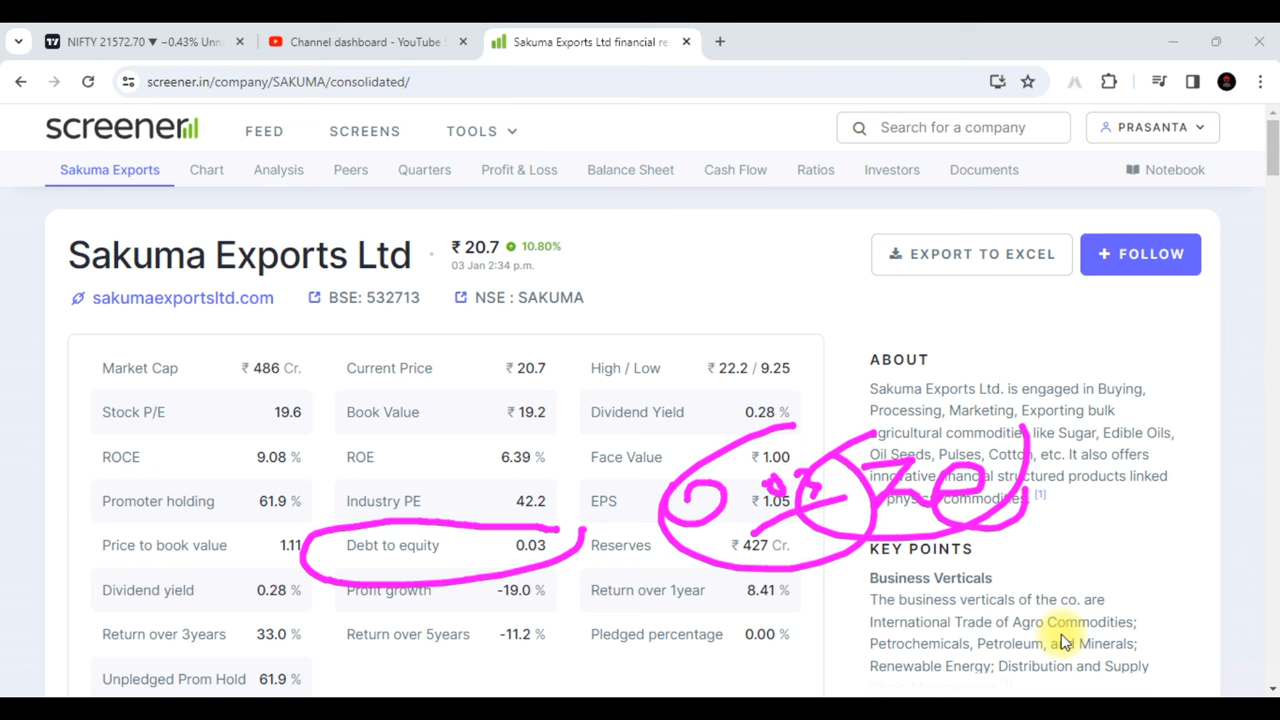 NIFTY 21572.70 ▼ −0.43% Unn
Channel dashboard - YouTube
Sakuma Exports Ltd financial re
screener.in/company/SAKUMA/consolidated/
screener
FEED
SCREENS
TOOLS
Search for a company
PRASANTA
Sakuma Exports
Chart
Analysis
Peers
Quarters
Profit & Loss
Balance Sheet
Cash Flow
Ratios
Investors
Documents
Notebook
Sakuma Exports Ltd
₹ 20.7 10.80%
03 Jan 2:34 p.m.
EXPORT TO EXCEL
+ FOLLOW
sakumaexportsltd.com
BSE: 532713
NSE : SAKUMA
Market Cap ₹ 486 Cr.
Current Price ₹ 20.7
High / Low ₹ 22.2 / 9.25
Stock P/E 19.6
Book Value ₹ 19.2
Dividend Yield 0.28 %
ROCE 9.08 %
ROE 6.39 %
Face Value ₹ 1.00
Promoter holding 61.9 %
Industry PE 42.2
EPS ₹ 1.05
Price to book value 1.11
Debt to equity 0.03
Reserves ₹ 427 Cr.
Dividend yield 0.28 %
Profit growth -19.0 %
Return over 1year 8.41 %
Return over 3years 33.0 %
Return over 5years -11.2 %
Pledged percentage 0.00 %
Unpledged Prom Hold 61.9 %
ABOUT
Sakuma Exports Ltd. is engaged in Buying,
Processing, Marketing, Exporting bulk
agricultural commodities like Sugar, Edible Oils,
Oil Seeds, Pulses, Cotton, etc. It also offers
innovative financial structured products linked
physical commodities. [1]
KEY POINTS
Business Verticals
The business verticals of the co. are
International Trade of Agro Commodities;
Petrochemicals, Petroleum, and Minerals;
Renewable Energy; Distribution and Supply